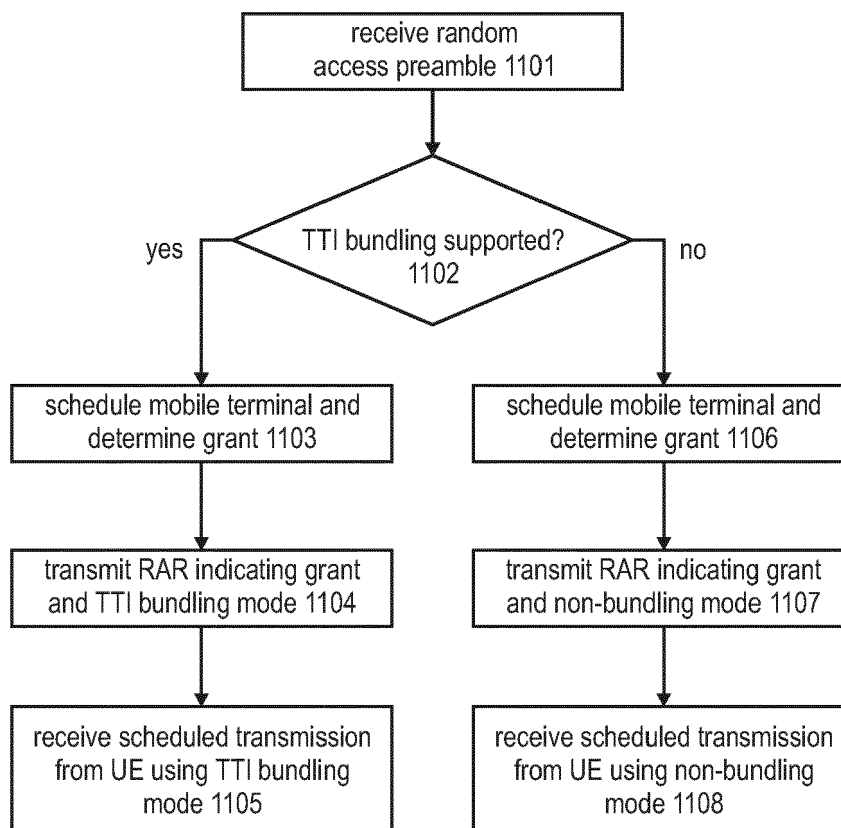 receive random
access preamble 1101
TTI bundling supported?
1102
yes
no
schedule mobile terminal and
determine grant 1103
schedule mobile terminal and
determine grant 1106
transmit RAR indicating grant
and TTI bundling mode 1104
transmit RAR indicating grant
and non-bundling mode 1107
receive scheduled transmission
from UE using TTI bundling
mode 1105
receive scheduled transmission
from UE using non-bundling
mode 1108